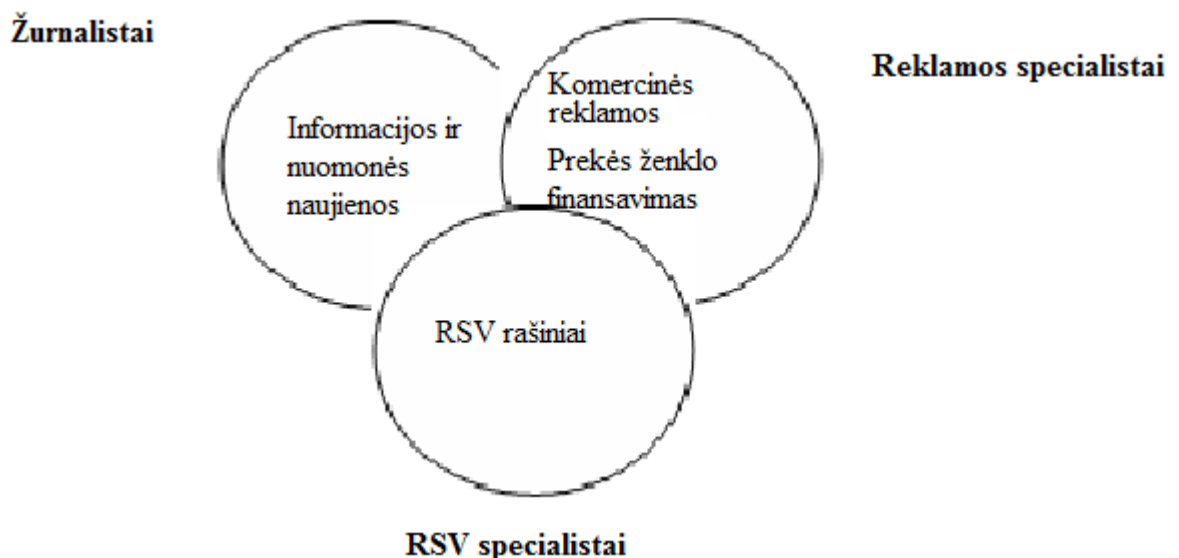 Žurnalistai
Reklamos specialistai
Informacijos ir
nuomonės
naujienos
Komercinės
reklamos
Prekės ženklo
finansavimas
RSV rašiniai
RSV specialistai